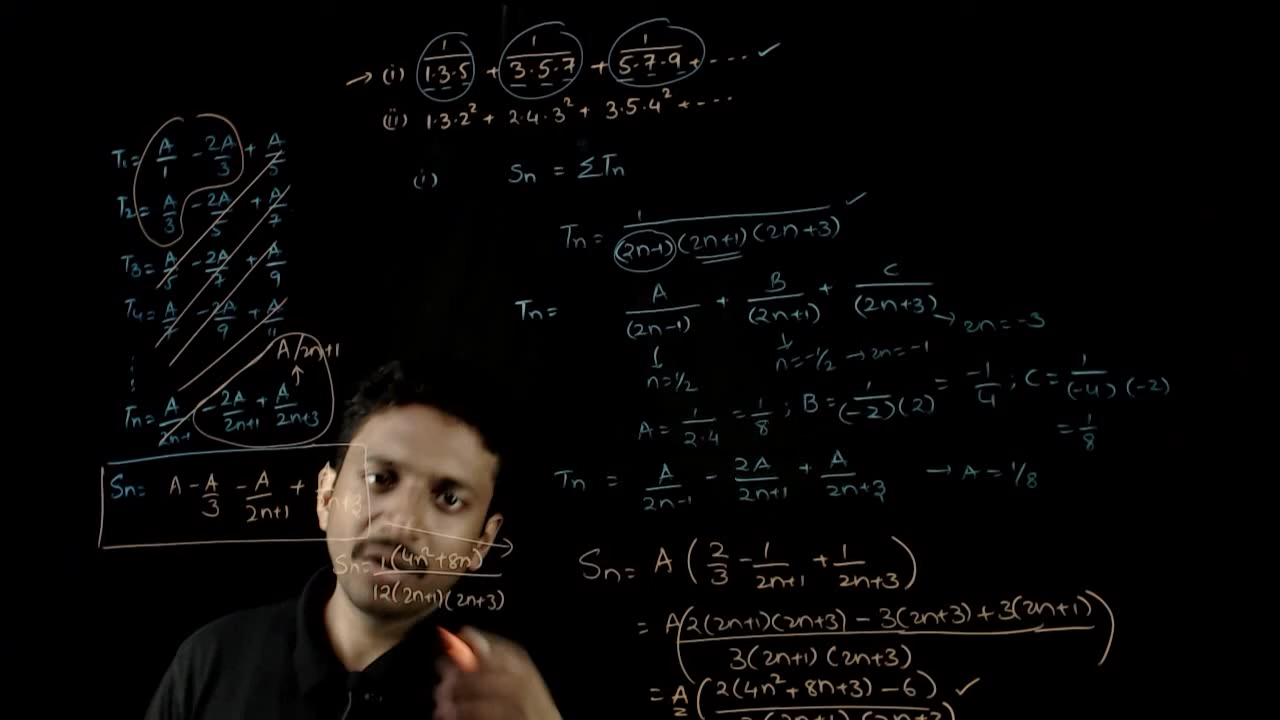 → (i) 1/(1·3·5) + 1/(3·5·7) + 1/(5·7·9) + ···· ✓
(ii) 1·3·2² + 2·4·3² + 3·5·4² + ····
(i) Sn = ΣTn
Tn = 1/((2n-1)(2n+1)(2n+3)) ✓
Tn = A/(2n-1) + B/(2n+1) + C/(2n+3) → 2n = -3
↓ n = 1/2
↓ n = -1/2 → 2n = -1
A = 1/(2·4) = 1/8 ; B = 1/((-2)(2)) = -1/4 ; C = 1/((-4)(-2))
= 1/8
Tn = A/(2n-1) - 2A/(2n+1) + A/(2n+3) → A = 1/8
T1 = A/1 - 2A/3 + A/5
T2 = A/3 - 2A/5 + A/7
T3 = A/5 - 2A/7 + A/9
T4 = A/7 - 2A/9 + A/11
A/2n+1
↑
Tn = A/(2n-1) - 2A/(2n+1) + A/(2n+3)
Sn = A - A/3 - A/(2n+1) +
Sn = 1(4n²+8n)/(12(2n+1)(2n+3))
Sn = A(2/3 - 1/(2n+1) + 1/(2n+3))
= A(2(2n+1)(2n+3) - 3(2n+3) + 3(2n+1))/(3(2n+1)(2n+3))
= A/2 (2(4n²+8n+3) - 6) ✓